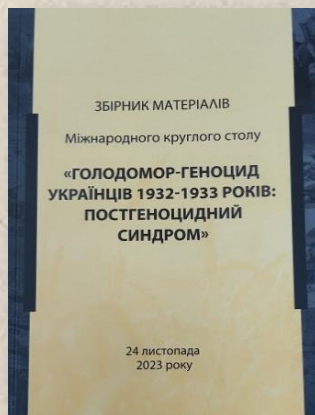 ЗБІРНИК МАТЕРІАЛІВ
Міжнародного круглого столу
«ГОЛОДОМОР-ГЕНОЦИД
УКРАЇНЦІВ 1932-1933 РОКІВ:
ПОСТГЕНОЦИДНИЙ
СИНДРОМ»
24 листопада
2023 року